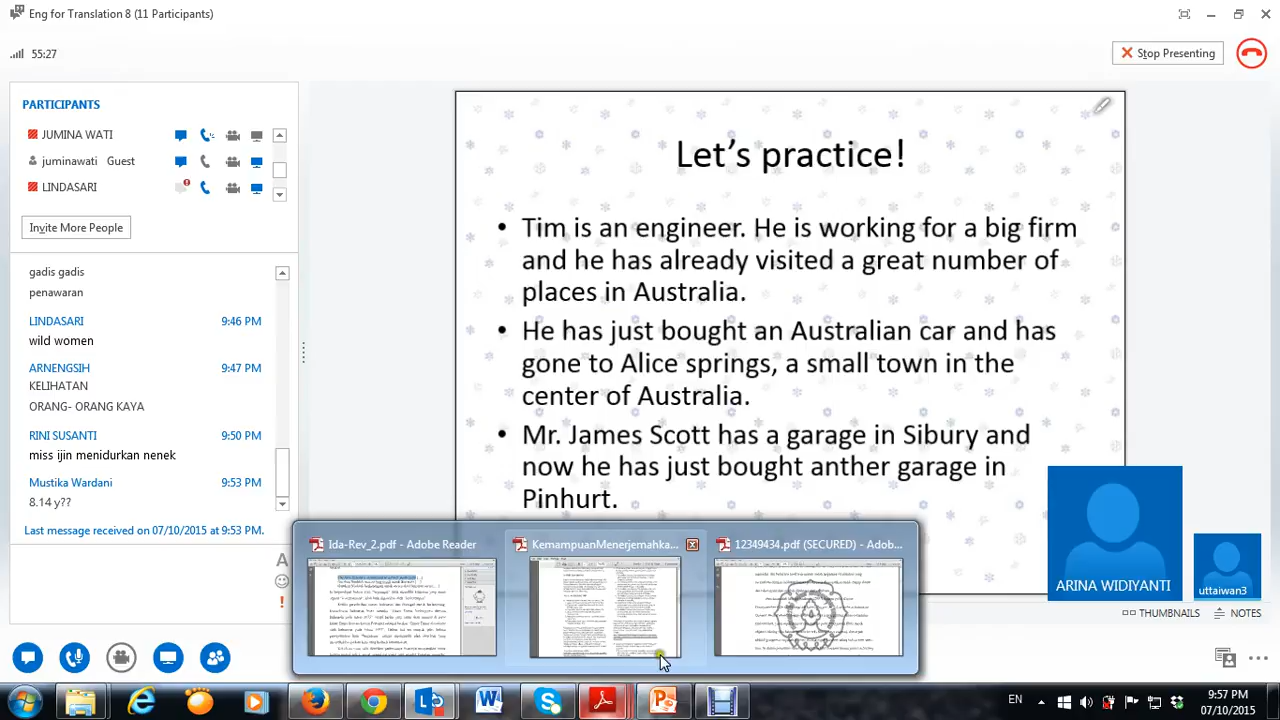 Eng for Translation 8 (11 Participants)
55:27
Stop Presenting
PARTICIPANTS
JUMINA WATI
juminawati Guest
LINDASARI
Invite More People
gadis gadis
penawaran
LINDASARI 9:46 PM
wild women
ARNENGSIH 9:47 PM
KELIHATAN
ORANG- ORANG KAYA
RINI SUSANTI 9:50 PM
miss ijin menidurkan nenek
Mustika Wardani 9:53 PM
8.14 y??
Last message received on 07/10/2015 at 9:53 PM.
Let's practice!
• Tim is an engineer. He is working for a big firm
and he has already visited a great number of
places in Australia.
• He has just bought an Australian car and has
gone to Alice springs, a small town in the
center of Australia.
• Mr. James Scott has a garage in Sibury and
now he has just bought anther garage in
Pinhurt.
ARINA WIDIYANTI
uttaiwan3
THUMBNAILS
NOTES
Ida-Rev_2.pdf - Adobe Reader
KemampuanMenerjemahka...
12349434.pdf (SECURED) - Adob...
EN
9:57 PM
07/10/2015